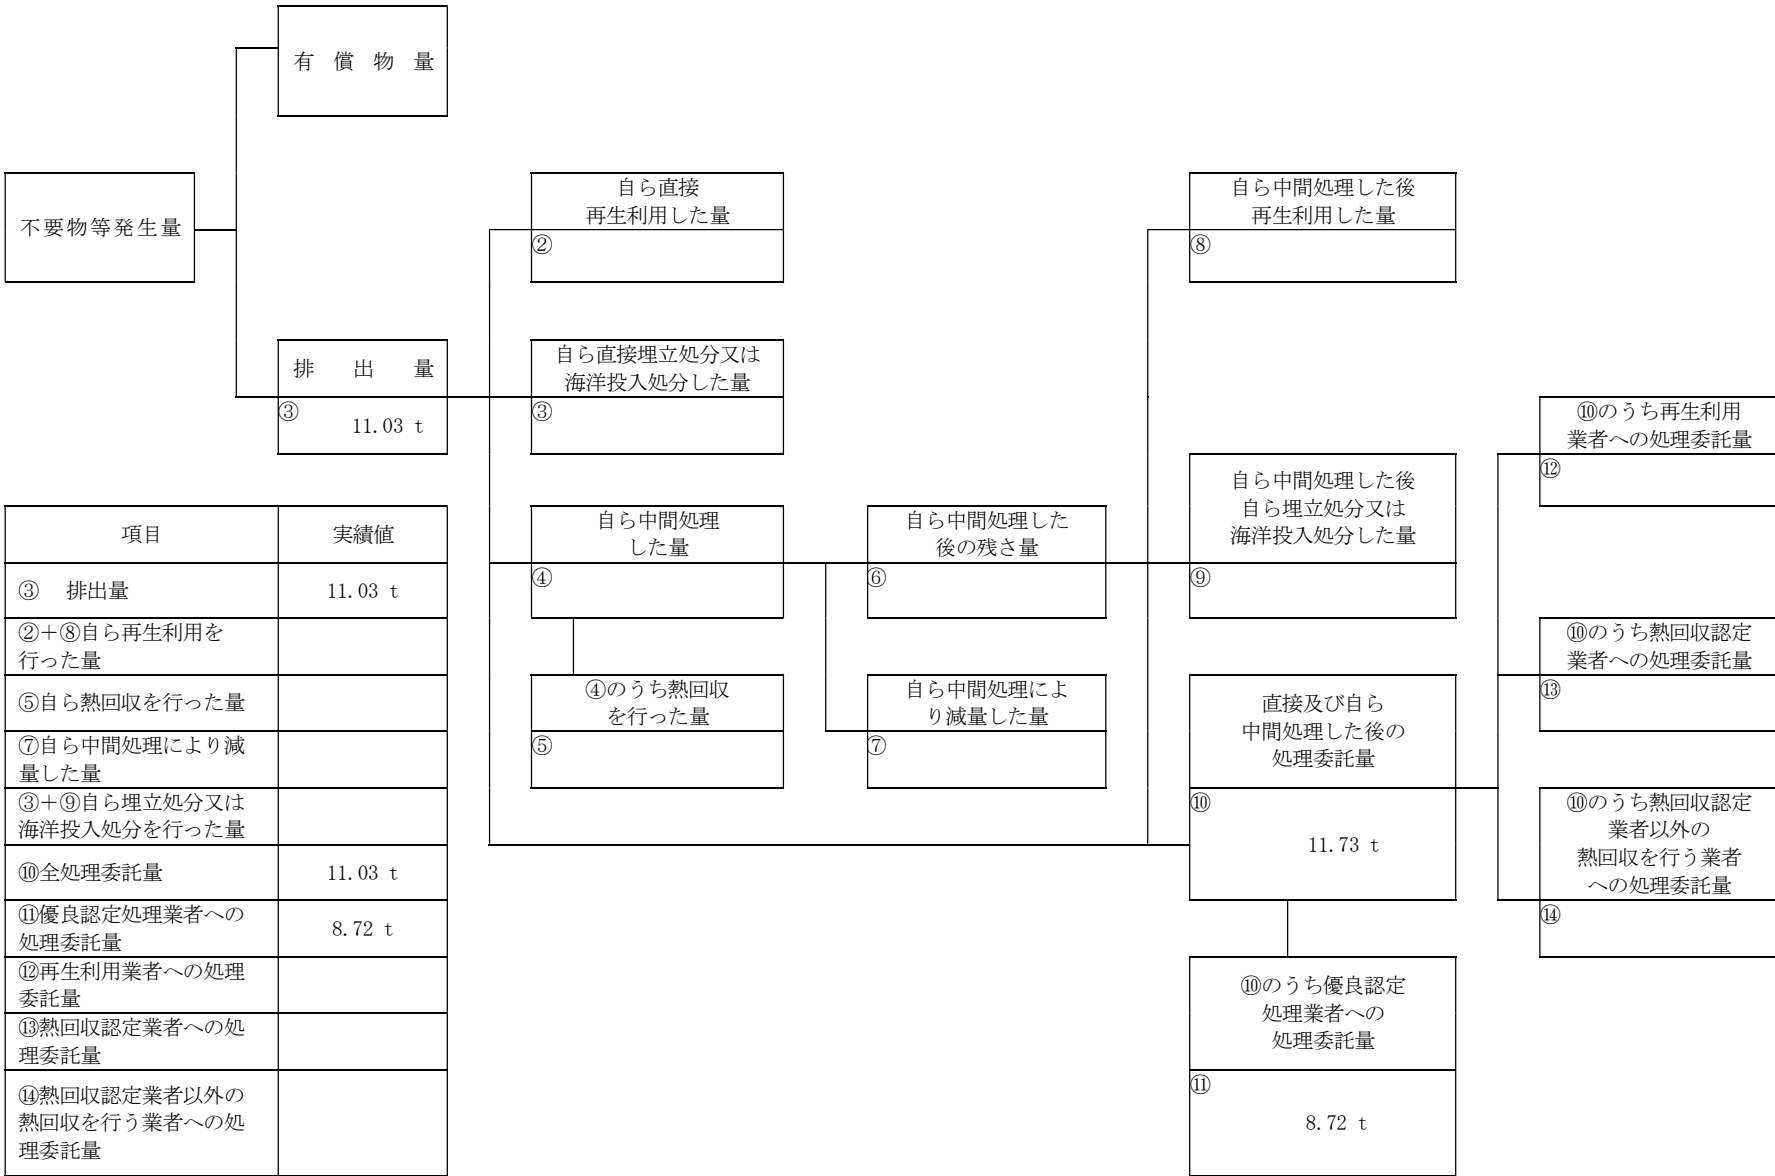 有 償 物 量
不要物等発生量
自ら直接
再生利用した量
②
自ら中間処理した後
再生利用した量
⑧
排 出 量
③
11.03 t
自ら直接埋立処分又は
海洋投入処分した量
③
⑩のうち再生利用
業者への処理委託量
⑫
項目 実績値
③ 排出量 11.03 t
②+⑧自ら再生利用を
行った量
⑤自ら熱回収を行った量
⑦自ら中間処理により減
量した量
③+⑨自ら埋立処分又は
海洋投入処分を行った量
⑩全処理委託量 11.03 t
⑪優良認定処理業者への
処理委託量 8.72 t
⑫再生利用業者への処理
委託量
⑬熱回収認定業者への処
理委託量
⑭熱回収認定業者以外の
熱回収を行う業者への処
理委託量
自ら中間処理
した量
④
自ら中間処理した
後の残さ量
⑥
自ら中間処理した後
自ら埋立処分又は
海洋投入処分した量
⑨
④のうち熱回収
を行った量
⑤
自ら中間処理によ
り減量した量
⑦
直接及び自ら
中間処理した後の
処理委託量
⑩
11.73 t
⑩のうち熱回収認定
業者への処理委託量
⑬
⑩のうち熱回収認定
業者以外の
熱回収を行う業者
への処理委託量
⑭
⑩のうち優良認定
処理業者への
処理委託量
⑪
8.72 t